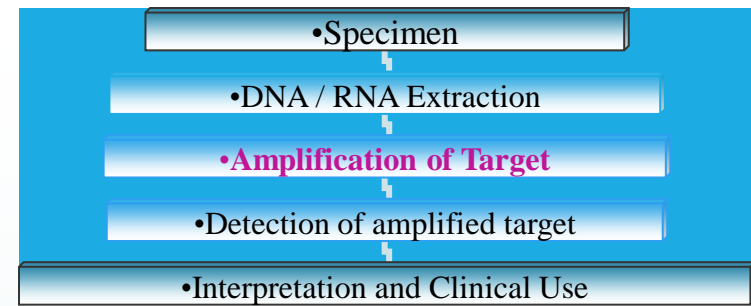 •Specimen
•DNA / RNA Extraction
•Amplification of Target
•Detection of amplified target
•Interpretation and Clinical Use